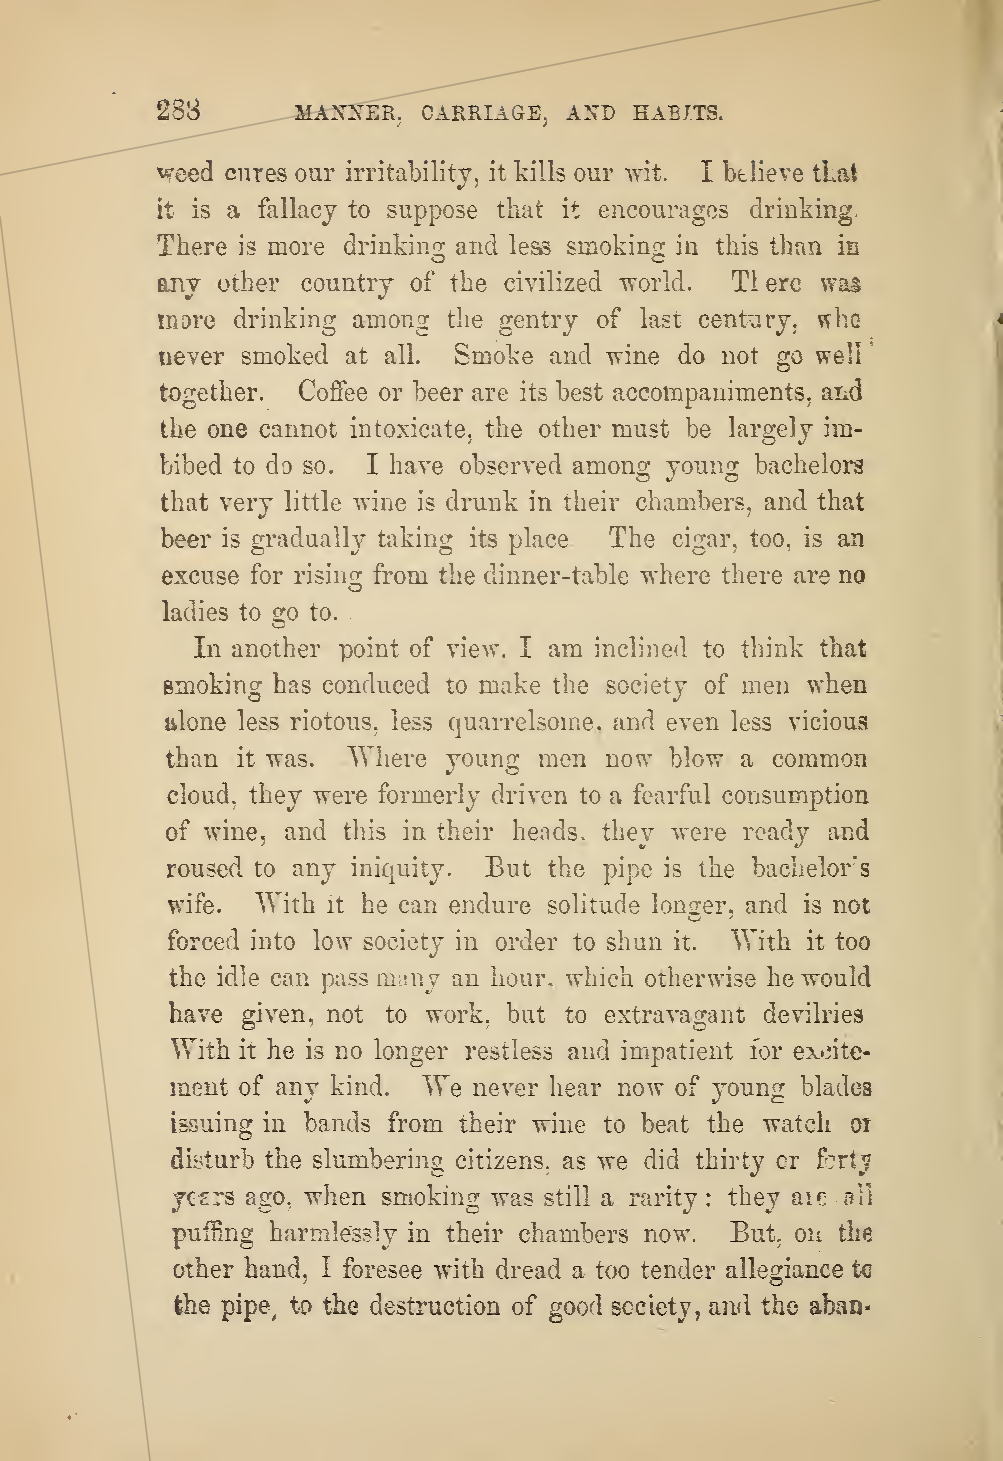 288 MANNER, CARRIAGE, AND HABITS.
weed cures our irritability, it kills our wit. I believe that
it is a fallacy to suppose that it encourages drinking.
There is more drinking and less smoking in this than in
any other country of the civilized world. There was
more drinking among the gentry of last century, who
never smoked at all. Smoke and wine do not go well
together. Coffee or beer are its best accompaniments, and
the one cannot intoxicate, the other must be largely im-
bibed to do so. I have observed among young bachelors
that very little wine is drunk in their chambers, and that
beer is gradually taking its place The cigar, too, is an
excuse for rising from the dinner-table where there are no
ladies to go to.
In another point of view, I am inclined to think that
smoking has conduced to make the society of men when
alone less riotous, less quarrelsome, and even less vicious
than it was. Where young men now blow a common
cloud, they were formerly driven to a fearful consumption
of wine, and this in their heads, they were ready and
roused to any iniquity. But the pipe is the bachelor's
wife. With it he can endure solitude longer, and is not
forced into low society in order to shun it. With it too
the idle can pass many an hour, which otherwise he would
have given, not to work, but to extravagant devilries
With it he is no longer restless and impatient for excite-
ment of any kind. We never hear now of young blades
issuing in bands from their wine to beat the watch or
disturb the slumbering citizens, as we did thirty or forty
years ago, when smoking was still a rarity : they are all
puffing harmlessly in their chambers now. But, on the
other hand, I foresee with dread a too tender allegiance to
the pipe, to the destruction of good society, and the aban-